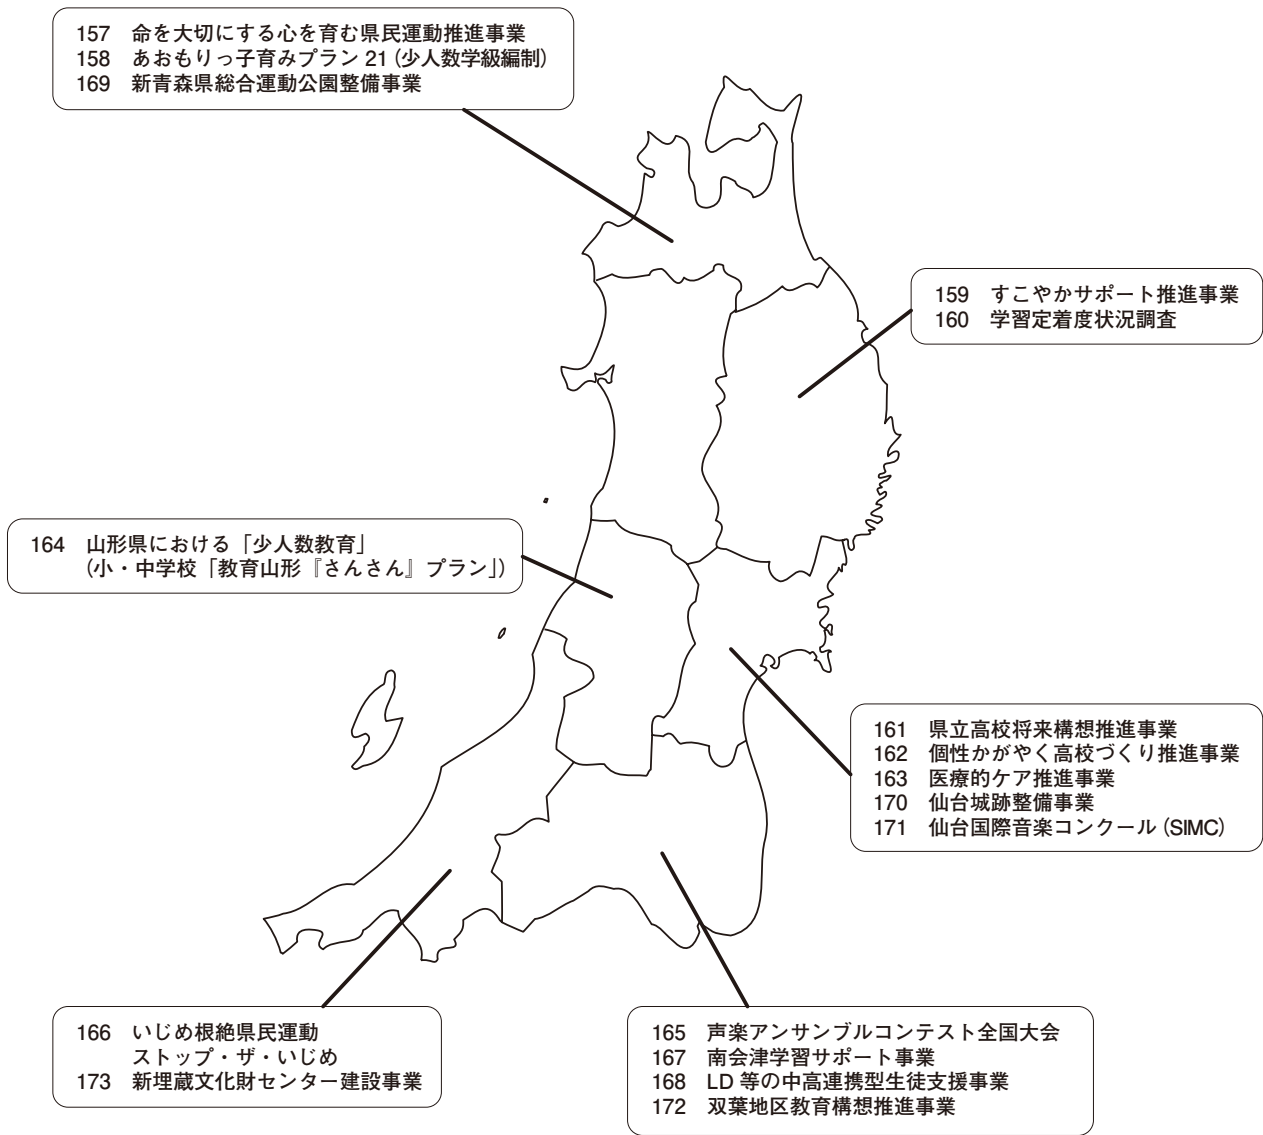 157 命を大切にする心を育む県民運動推進事業
158 あおもりっ子育みプラン 21 (少人数学級編制)
169 新青森県総合運動公園整備事業
159 すこやかサポート推進事業
160 学習定着度状況調査
164 山形県における「少人数教育」
(小・中学校「教育山形『さんさん』プラン」)
161 県立高校将来構想推進事業
162 個性かがやく高校づくり推進事業
163 医療的ケア推進事業
170 仙台城跡整備事業
171 仙台国際音楽コンクール (SIMC)
166 いじめ根絶県民運動
ストップ・ザ・いじめ
173 新埋蔵文化財センター建設事業
165 声楽アンサンブルコンテスト全国大会
167 南会津学習サポート事業
168 LD 等の中高連携型生徒支援事業
172 双葉地区教育構想推進事業